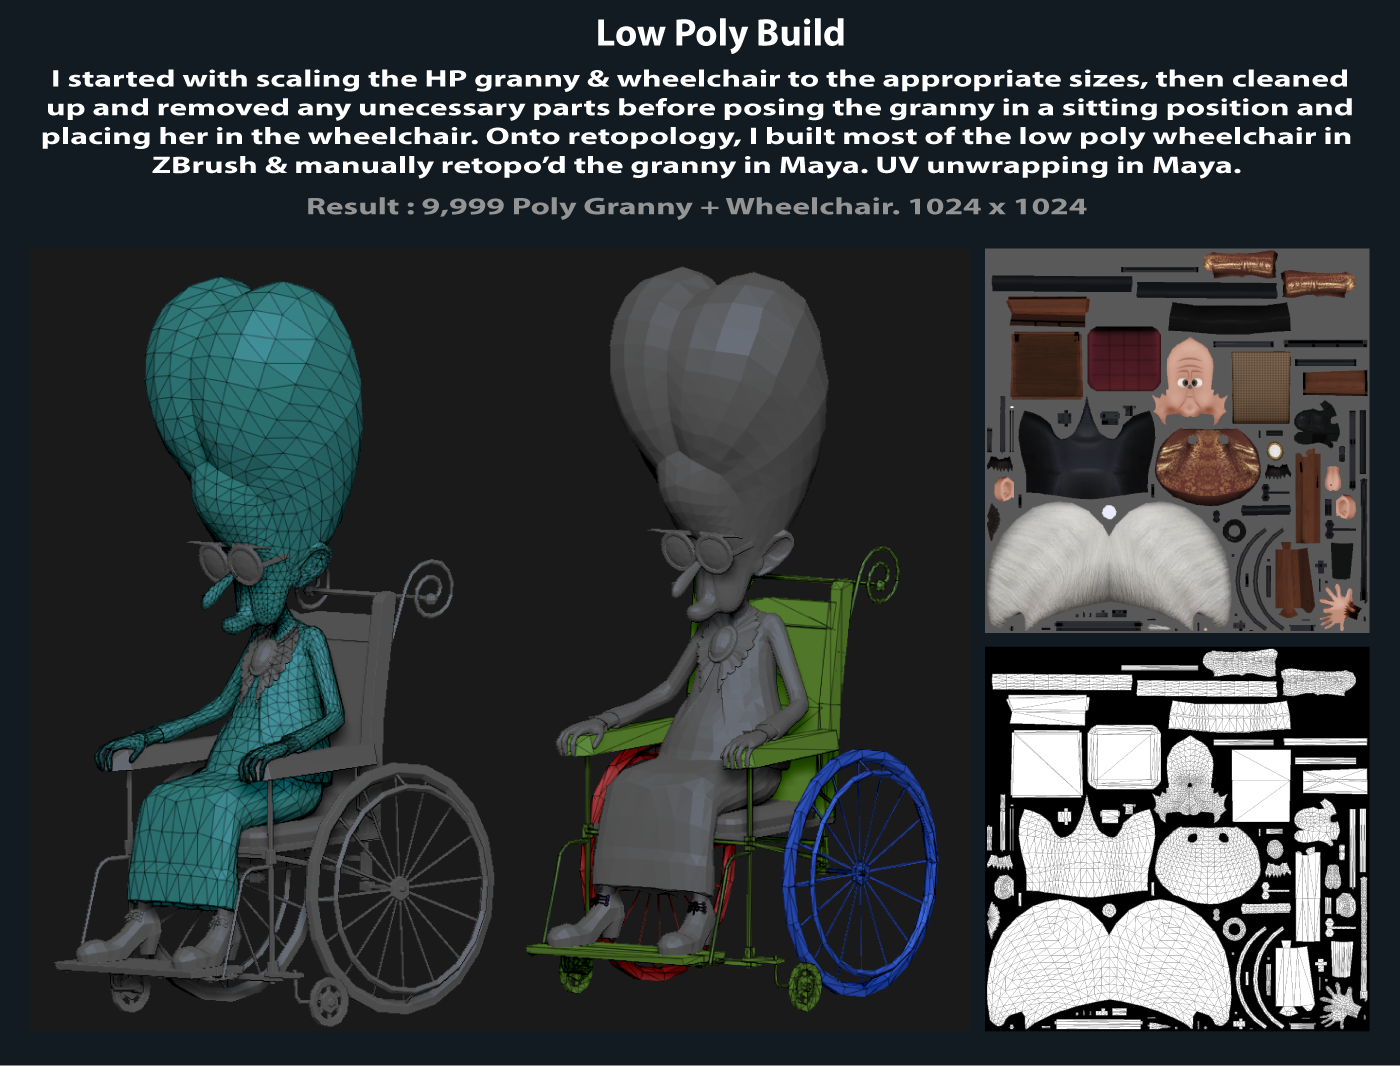 Low Poly Build
I started with scaling the HP granny & wheelchair to the appropriate sizes, then cleaned
up and removed any unecessary parts before posing the granny in a sitting position and
placing her in the wheelchair. Onto retopology, I built most of the low poly wheelchair in
ZBrush & manually retopo’d the granny in Maya. UV unwrapping in Maya.
Result : 9,999 Poly Granny + Wheelchair. 1024 x 1024